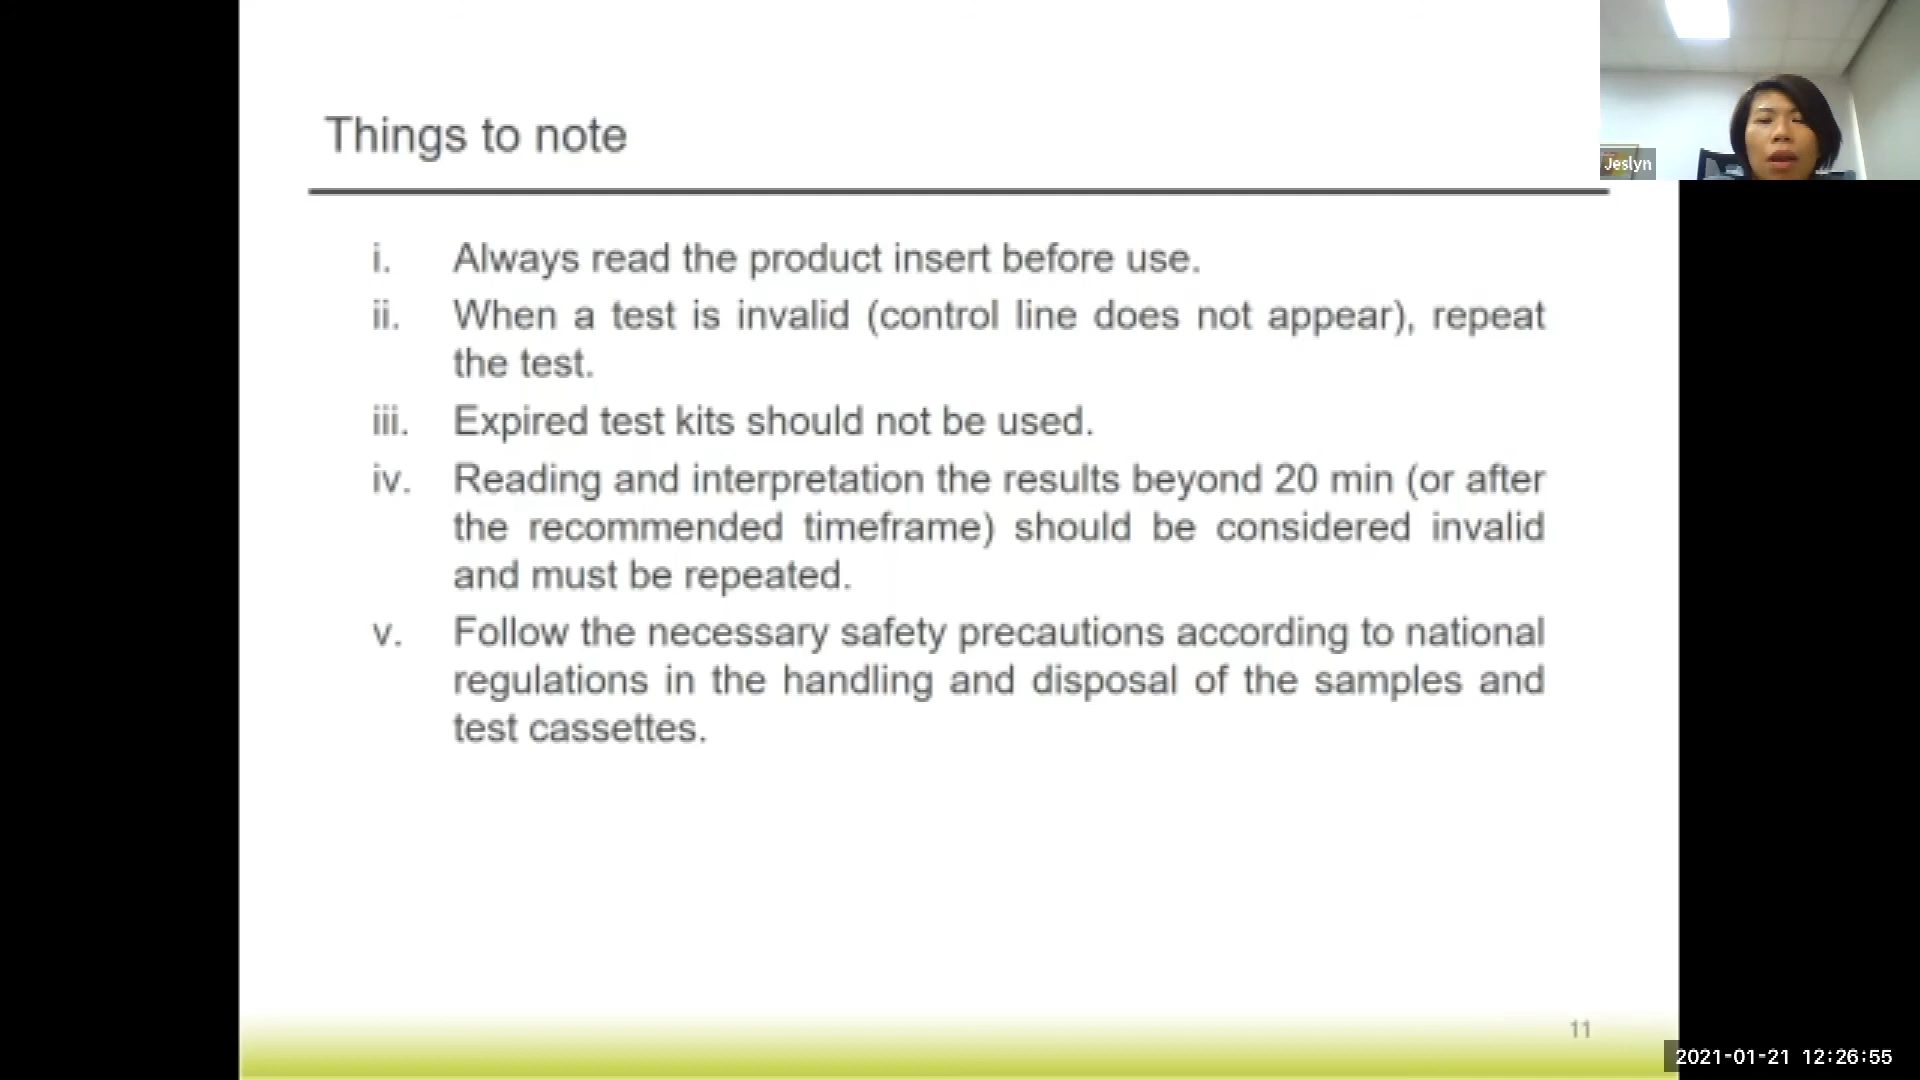 Things to note
Jeslyn
i. Always read the product insert before use.
ii. When a test is invalid (control line does not appear), repeat
the test.
iii. Expired test kits should not be used.
iv. Reading and interpretation the results beyond 20 min (or after
the recommended timeframe) should be considered invalid
and must be repeated.
v. Follow the necessary safety precautions according to national
regulations in the handling and disposal of the samples and
test cassettes.
11
2021-01-21 12:26:55